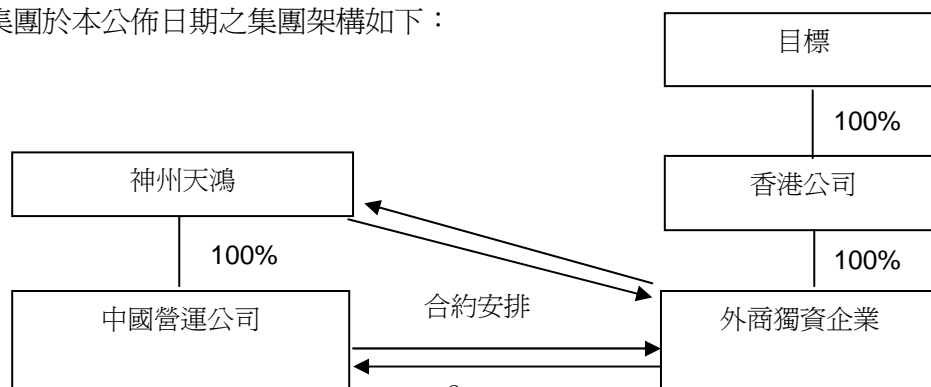 集團於本公佈日期之集團架構如下：
目標
100%
神州天鴻
香港公司
100%
100%
中國營運公司
合約安排
外商獨資企業